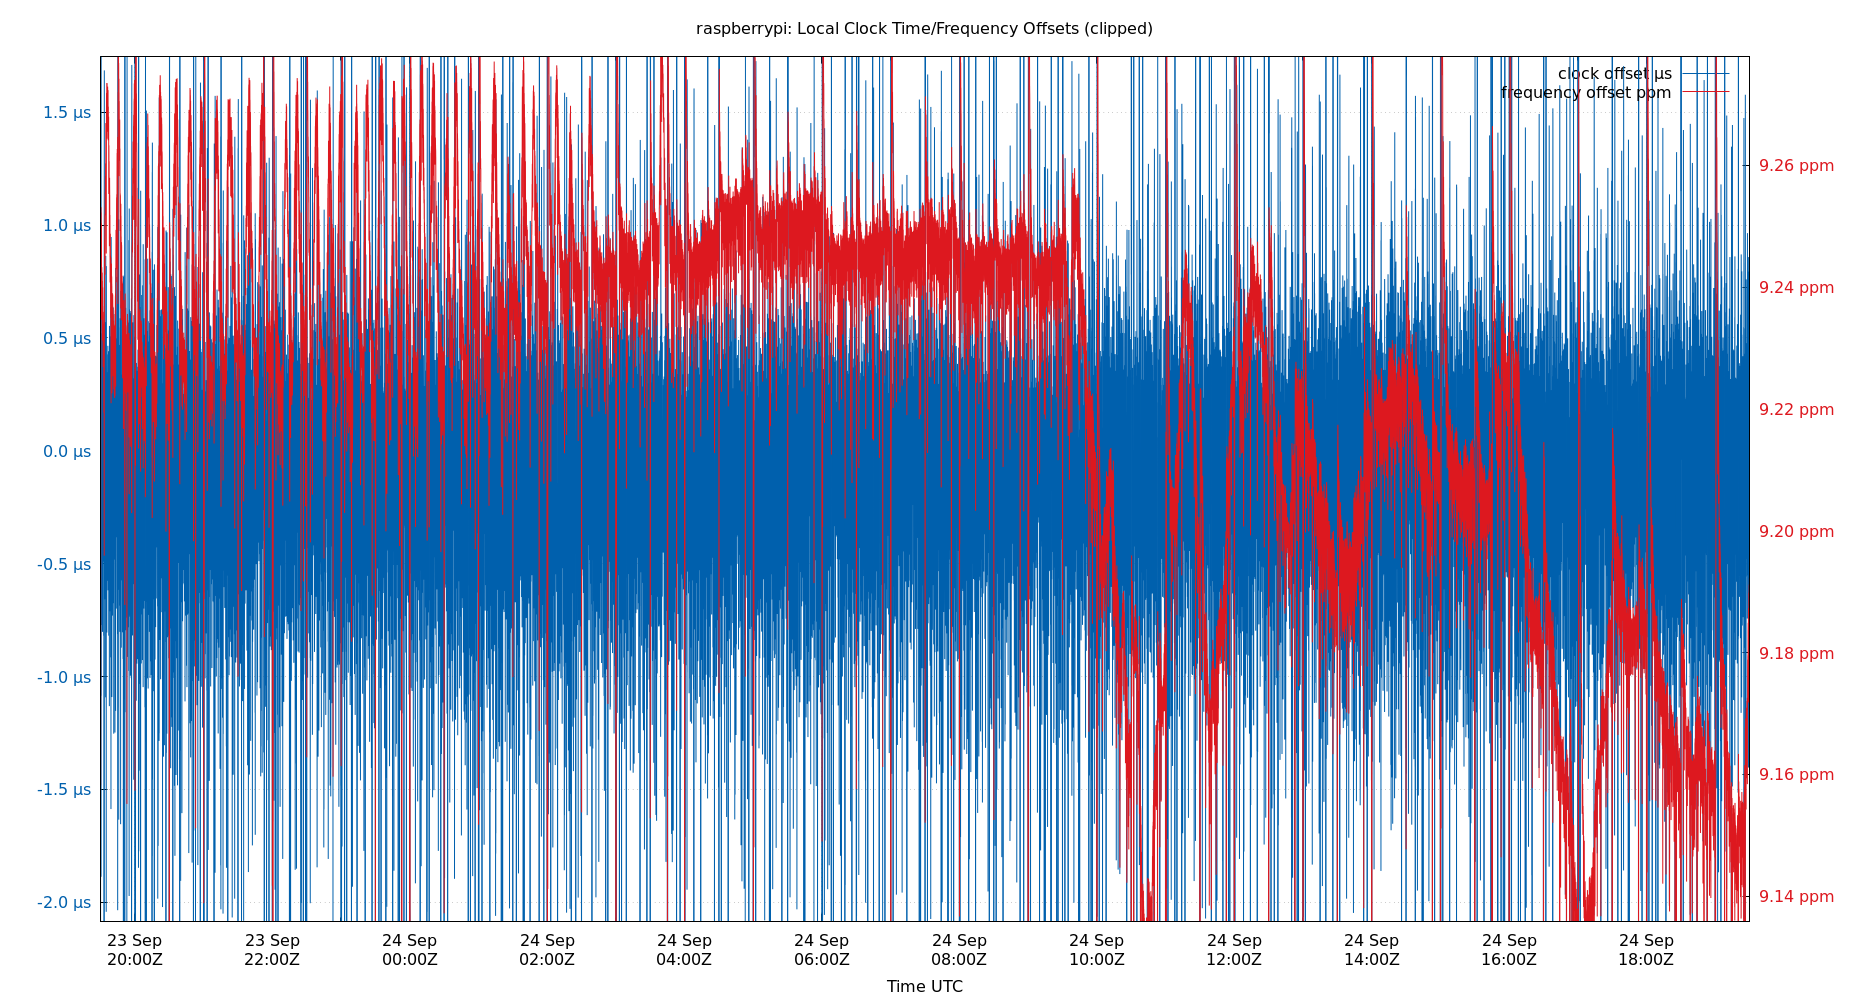 raspberrypi: Local Clock Time/Frequency Offsets (clipped)
clock offset µs
frequency offset ppm
1.5 µs
1.0 µs
0.5 µs
0.0 µs
-0.5 µs
-1.0 µs
-1.5 µs
-2.0 µs
9.26 ppm
9.24 ppm
9.22 ppm
9.20 ppm
9.18 ppm
9.16 ppm
9.14 ppm
23 Sep 23 Sep 24 Sep 24 Sep 24 Sep 24 Sep 24 Sep 24 Sep 24 Sep 24 Sep 24 Sep 24 Sep
20:00Z 22:00Z 00:00Z 02:00Z 04:00Z 06:00Z 08:00Z 10:00Z 12:00Z 14:00Z 16:00Z 18:00Z
Time UTC